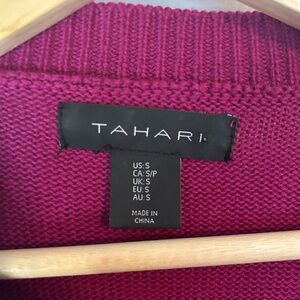 TAHARI
US:S
CA:S/P
UK:S
EU:S
AU:S
MADE IN
CHINA